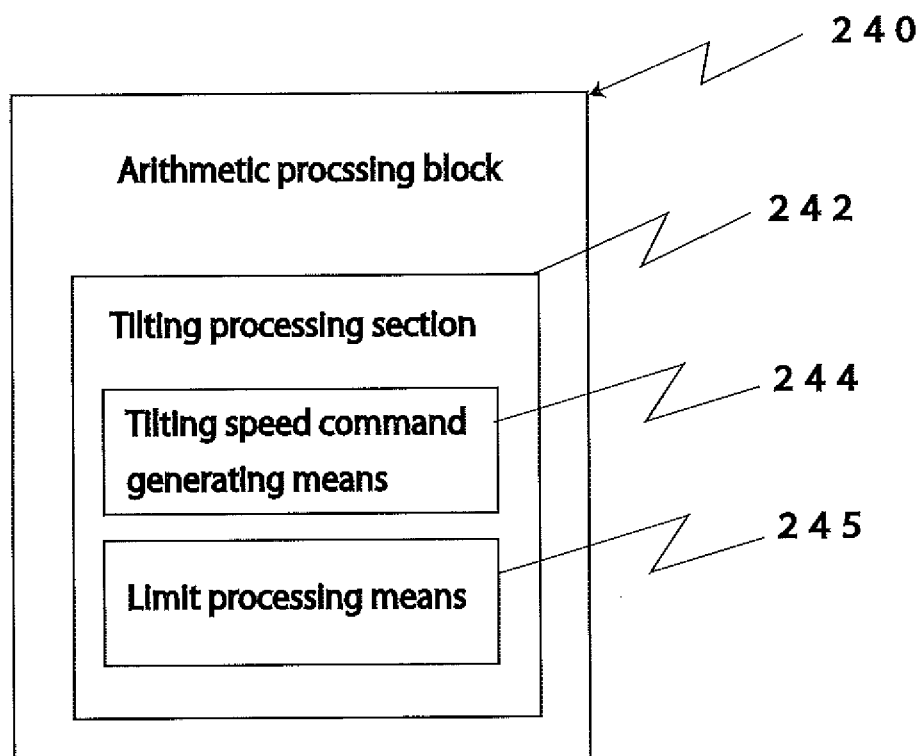 240
Arithmetic procssing block
242
Tilting processing section
Tilting speed command
generating means
244
Limit processing means
245